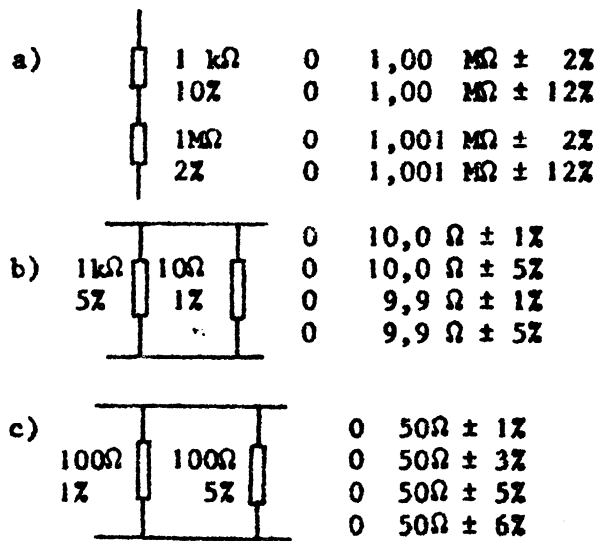 a) 1 kΩ 0 1,00 MΩ ± 2%
10% 0 1,00 MΩ ± 12%
1MΩ 0 1,001 MΩ ± 2%
2% 0 1,001 MΩ ± 12%
0 10,0 Ω ± 1%
b) 1kΩ 10Ω 0 10,0 Ω ± 5%
5% 1% 0 9,9 Ω ± 1%
0 9,9 Ω ± 5%
c) 0 50Ω ± 1%
100Ω 100Ω 0 50Ω ± 3%
1% 5% 0 50Ω ± 5%
0 50Ω ± 6%